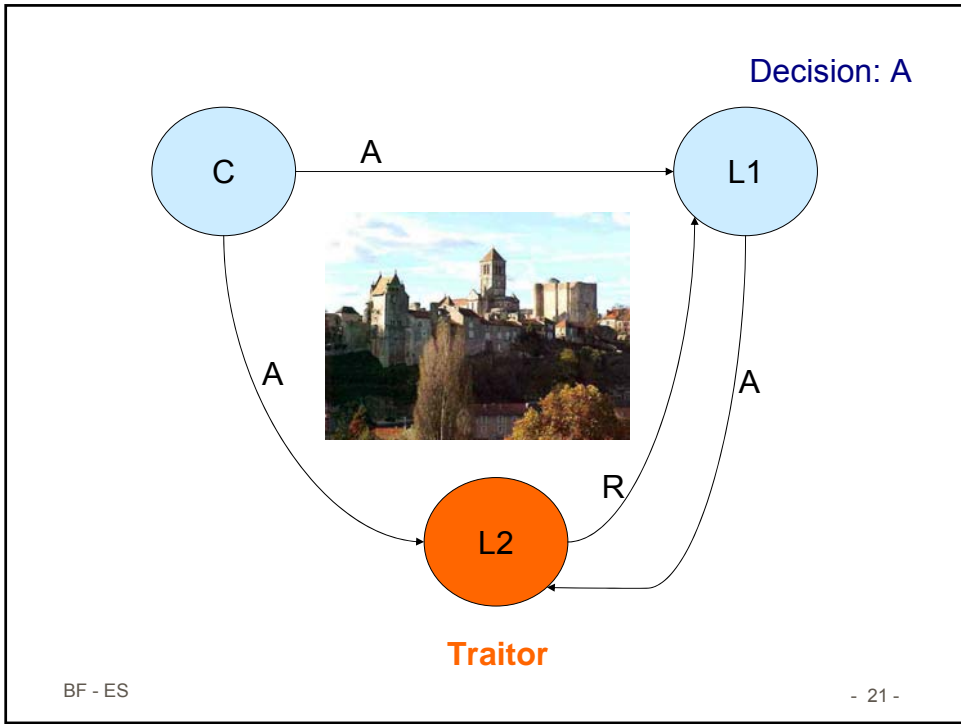 Decision: A
C
A
L1
A
A
R
L2
Traitor
BF - ES
- 21 -